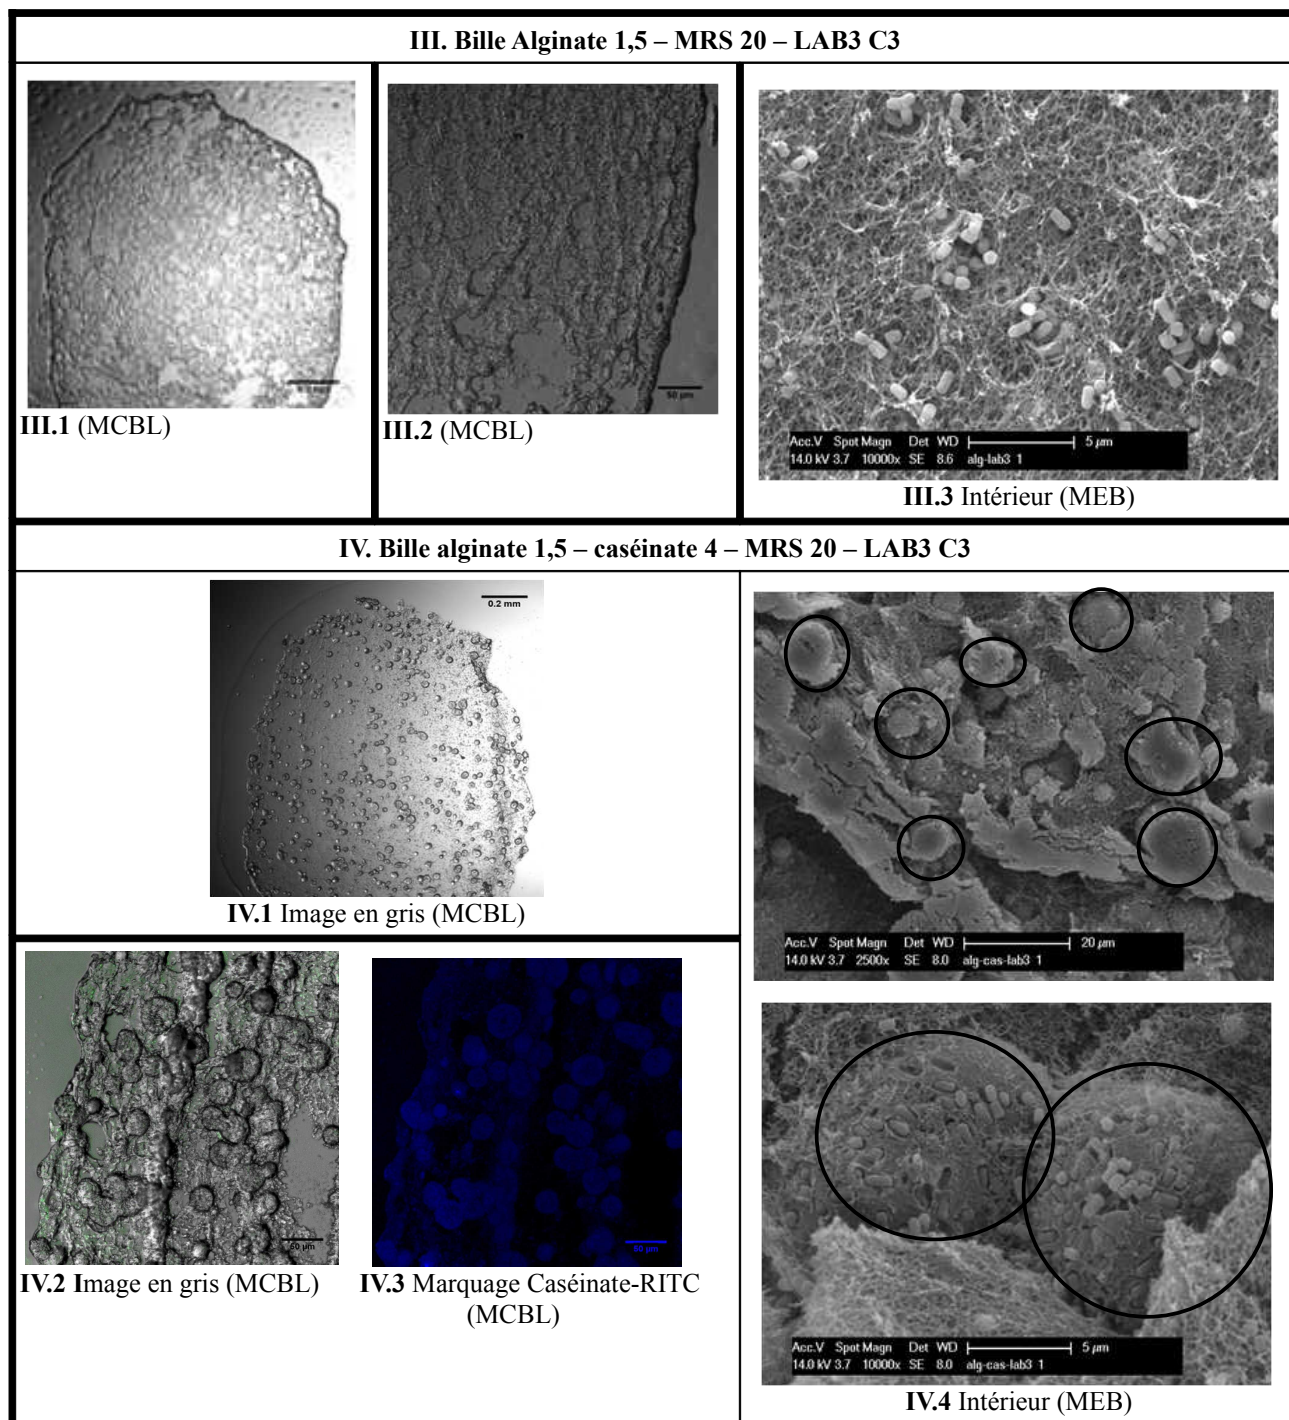 III. Bille Alginate 1,5 – MRS 20 – LAB3 C3
50 µm
III.1 (MCBL)
III.2 (MCBL)
Acc.V Spot Magn Det WD 5 µm
14.0 kV 3.7 10000x SE 8.6 alg-lab3 1
III.3 Intérieur (MEB)
IV. Bille alginate 1,5 – caséinate 4 – MRS 20 – LAB3 C3
0.2 mm
IV.1 Image en gris (MCBL)
Acc.V Spot Magn Det WD 20 µm
14.0 kV 3.7 2500x SE 8.0 alg-cas-lab3 1
50 µm
50 µm
IV.2 Image en gris (MCBL)
IV.3 Marquage Caséinate-RITC
(MCBL)
Acc.V Spot Magn Det WD 5 µm
14.0 kV 3.7 10000x SE 8.0 alg-cas-lab3 1
IV.4 Intérieur (MEB)